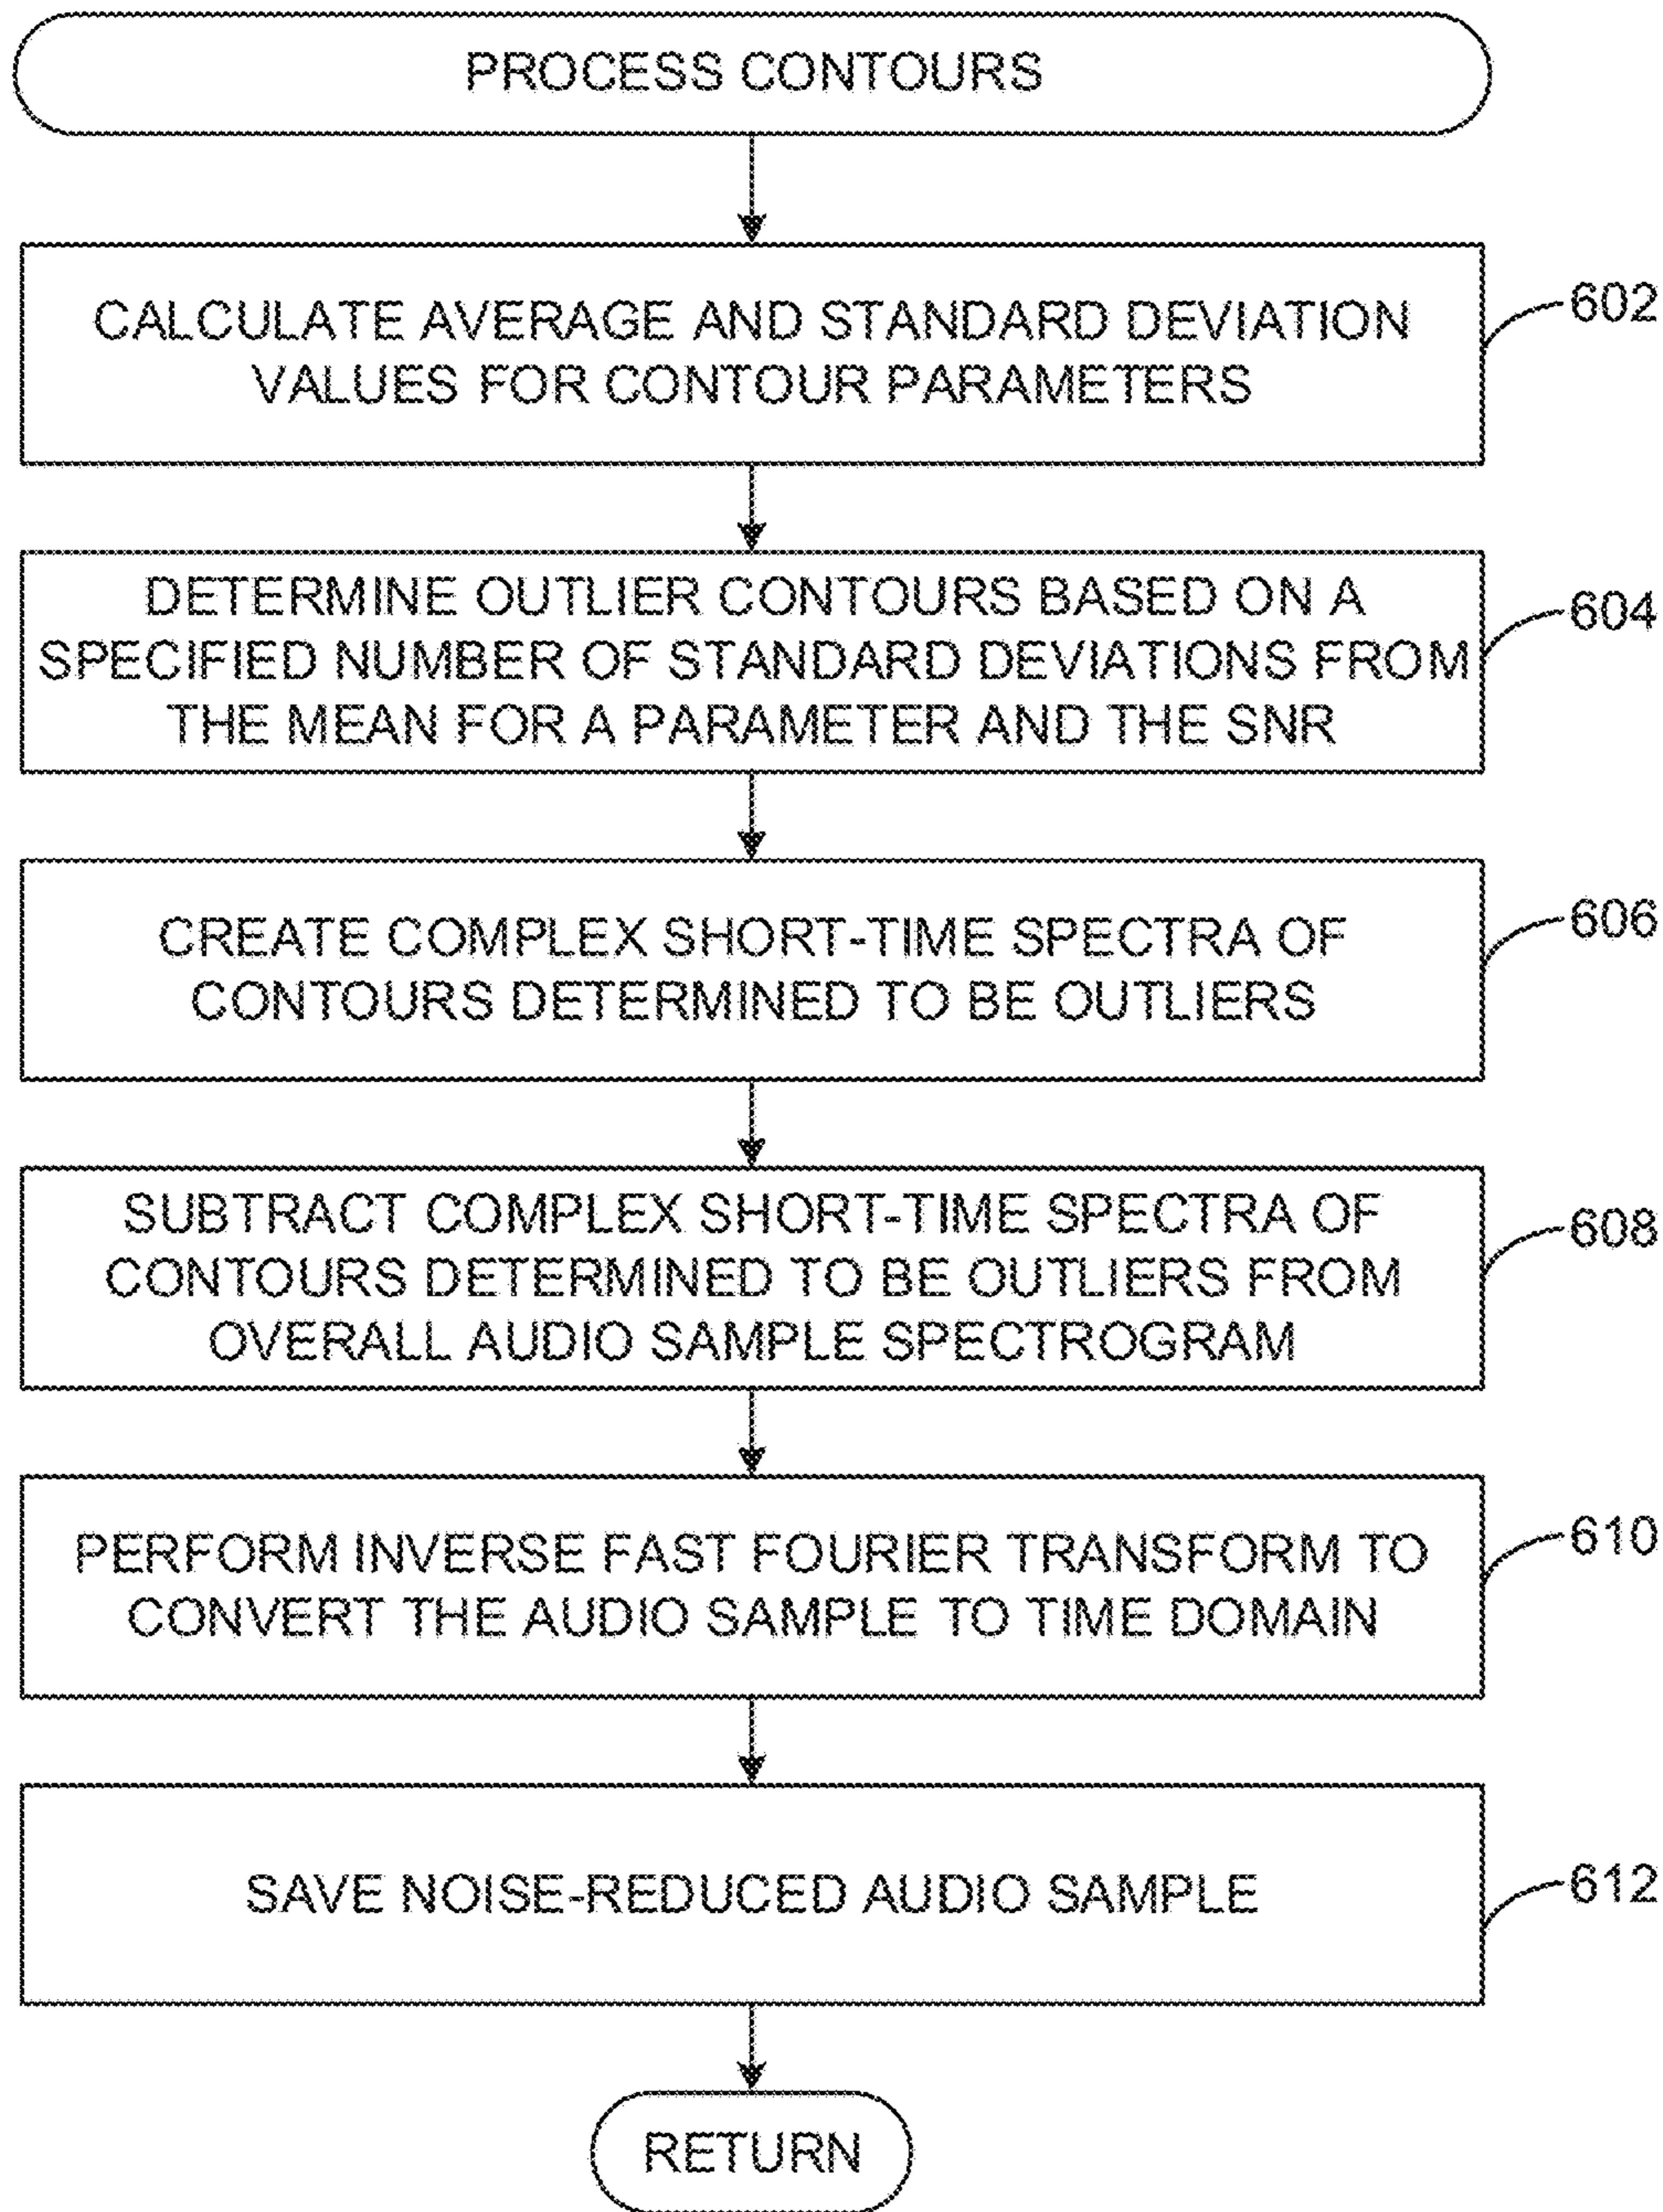 PROCESS CONTOURS
CALCULATE AVERAGE AND STANDARD DEVIATION
VALUES FOR CONTOUR PARAMETERS
602
DETERMINE OUTLIER CONTOURS BASED ON A
SPECIFIED NUMBER OF STANDARD DEVIATIONS FROM
THE MEAN FOR A PARAMETER AND THE SNR
604
CREATE COMPLEX SHORT-TIME SPECTRA OF
CONTOURS DETERMINED TO BE OUTLIERS
606
SUBTRACT COMPLEX SHORT-TIME SPECTRA OF
CONTOURS DETERMINED TO BE OUTLIERS FROM
OVERALL AUDIO SAMPLE SPECTROGRAM
608
PERFORM INVERSE FAST FOURIER TRANSFORM TO
CONVERT THE AUDIO SAMPLE TO TIME DOMAIN
610
SAVE NOISE-REDUCED AUDIO SAMPLE
612
RETURN